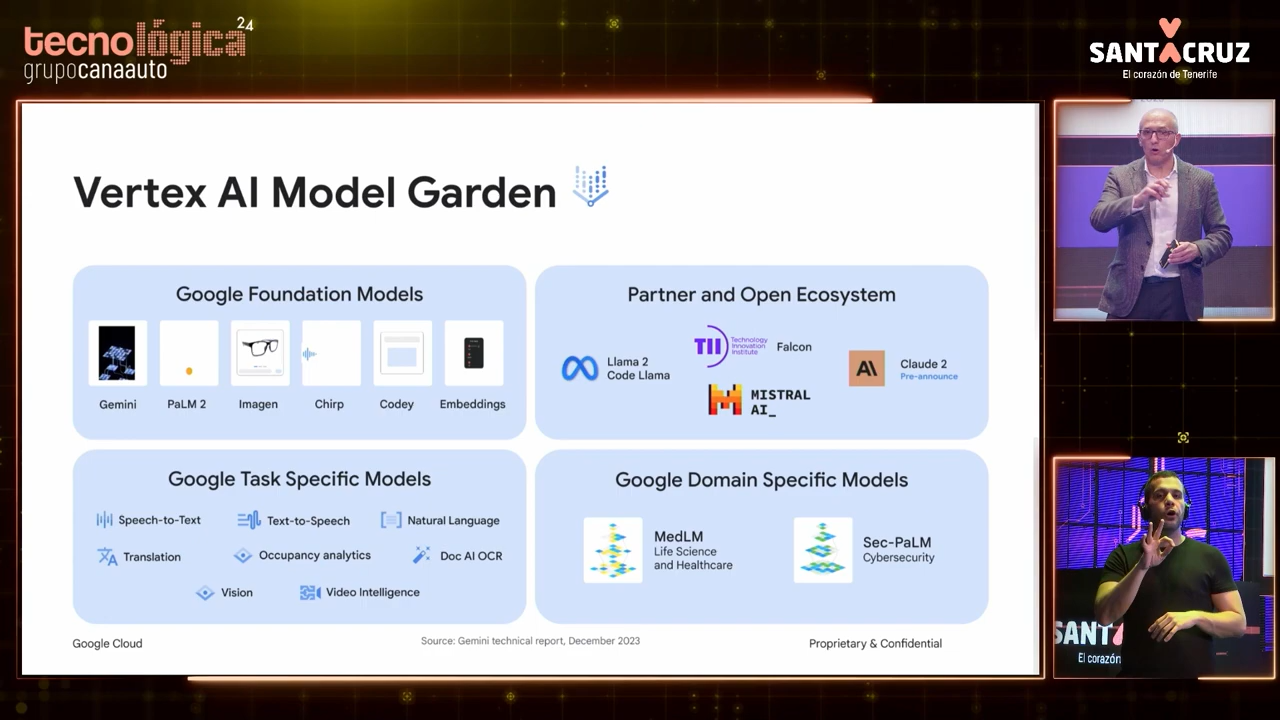 tecnológica24
grupocanaauto
SANTACRUZ
El corazón de Tenerife
Vertex AI Model Garden
Google Foundation Models
Gemini
PaLM 2
Imagen
Chirp
Codey
Embeddings
Partner and Open Ecosystem
Llama 2
Code Llama
TII
Technology
Innovation
Institute
Falcon
MISTRAL
AI_
Claude 2
Pre-announce
Google Task Specific Models
Speech-to-Text
Text-to-Speech
Natural Language
Translation
Occupancy analytics
Doc AI OCR
Vision
Video Intelligence
Google Domain Specific Models
MedLM
Life Science
and Healthcare
Sec-PaLM
Cybersecurity
Google Cloud
Source: Gemini technical report, December 2023
Proprietary & Confidential
SANTA
El corazón